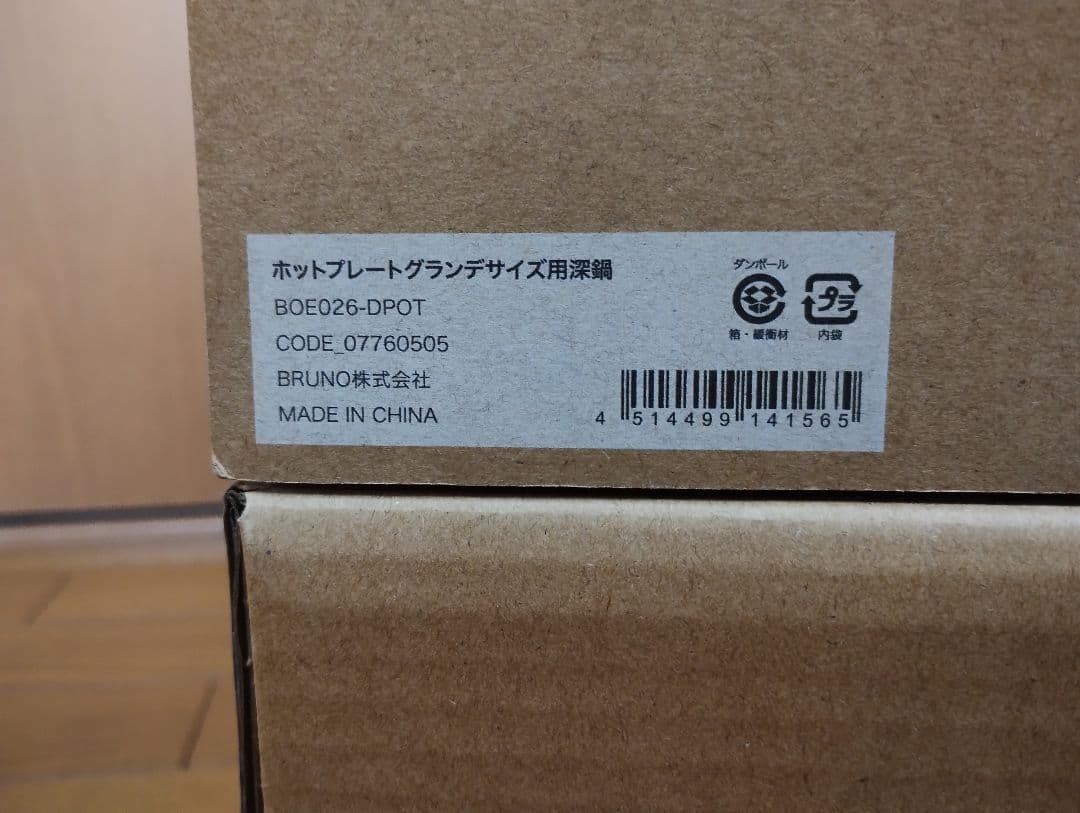 ホットプレートグランデサイズ用深鍋
BOE026-DPOT
CODE_07760505
BRUNO株式会社
MADE IN CHINA
ダンボール
箱・緩衝材
プラ
内袋
4 514499 141565